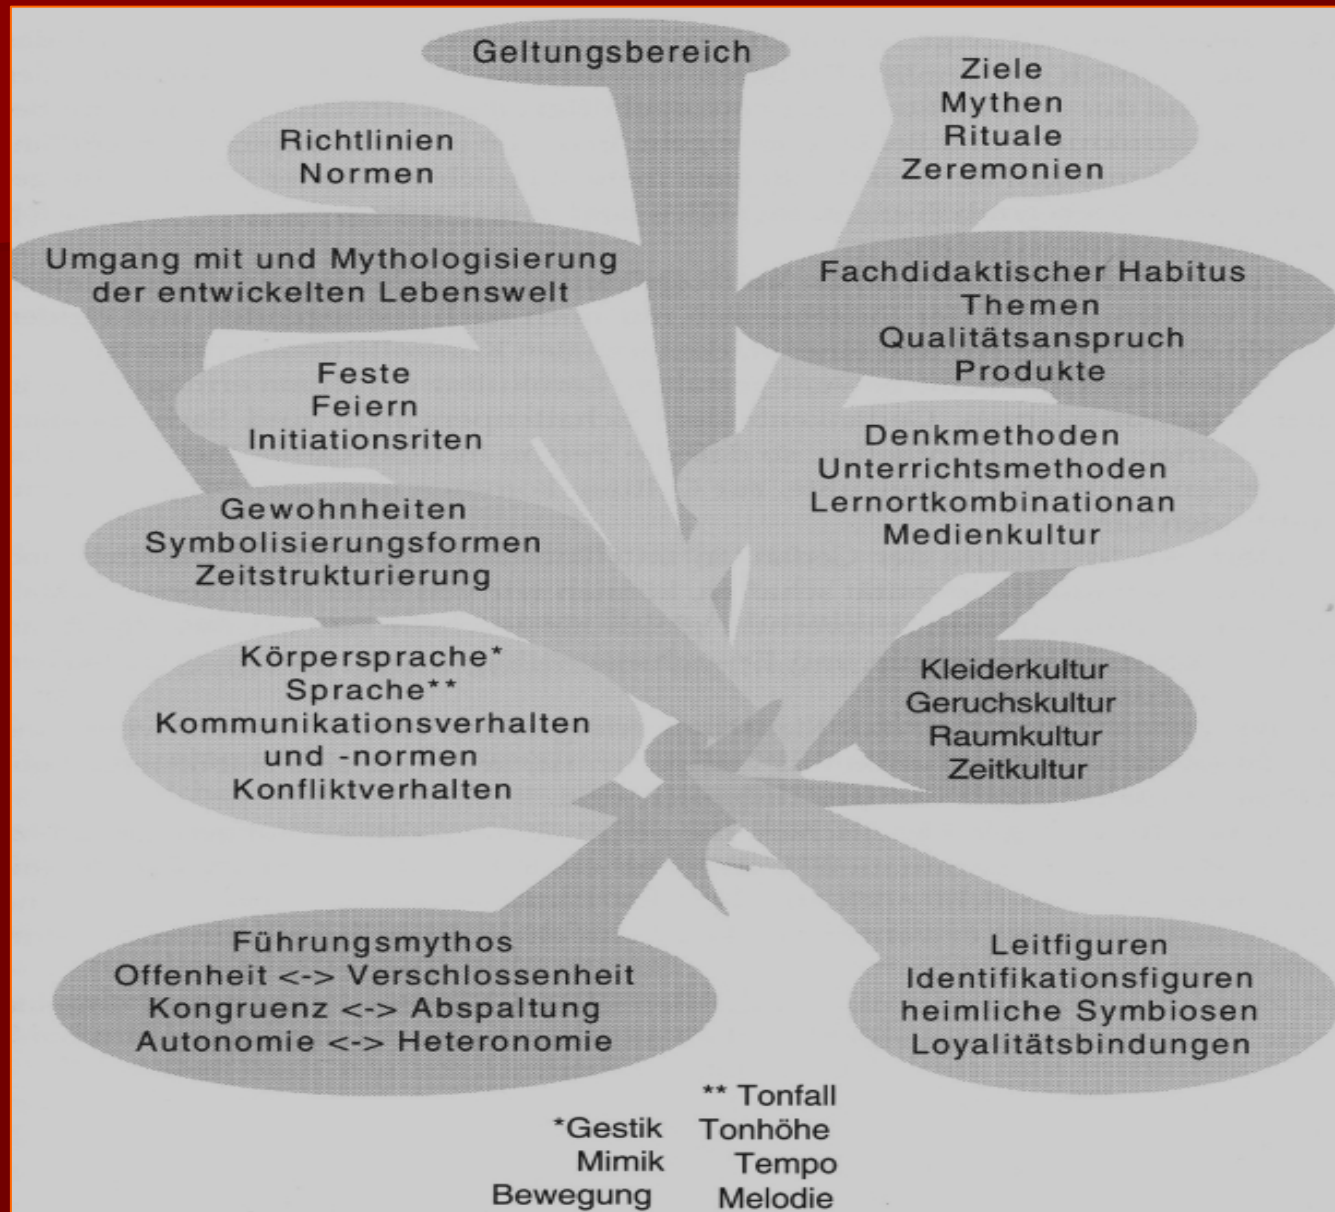 Geltungsbereich
Ziele
Mythen
Rituale
Zeremonien
Richtlinien
Normen
Umgang mit und Mythologisierung
der entwickelten Lebenswelt
Fachdidaktischer Habitus
Themen
Qualitätsanspruch
Produkte
Feste
Feiern
Initiationsriten
Denkmethoden
Unterrichtsmethoden
Lernortkombinationan
Medienkultur
Gewohnheiten
Symbolisierungsformen
Zeitstrukturierung
Körpersprache*
Sprache**
Kommunikationsverhalten
und -normen
Konfliktverhalten
Kleiderkultur
Geruchskultur
Raumkultur
Zeitkultur
Führungsmythos
Offenheit <-> Verschlossenheit
Kongruenz <-> Abspaltung
Autonomie <-> Heteronomie
Leitfiguren
Identifikationsfiguren
heimliche Symbiosen
Loyalitätsbindungen
*Gestik
Mimik
Bewegung
** Tonfall
Tonhöhe
Tempo
Melodie